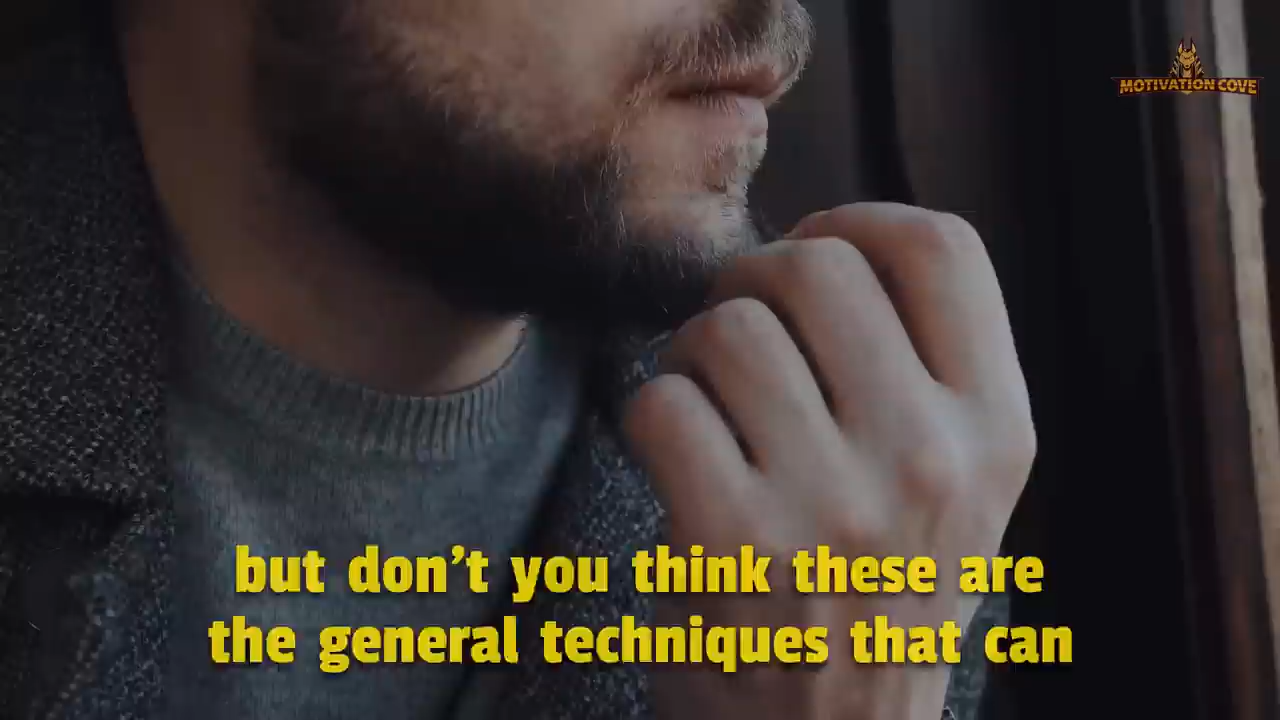 MOTIVATION COVE
but don't you think these are
the general techniques that can